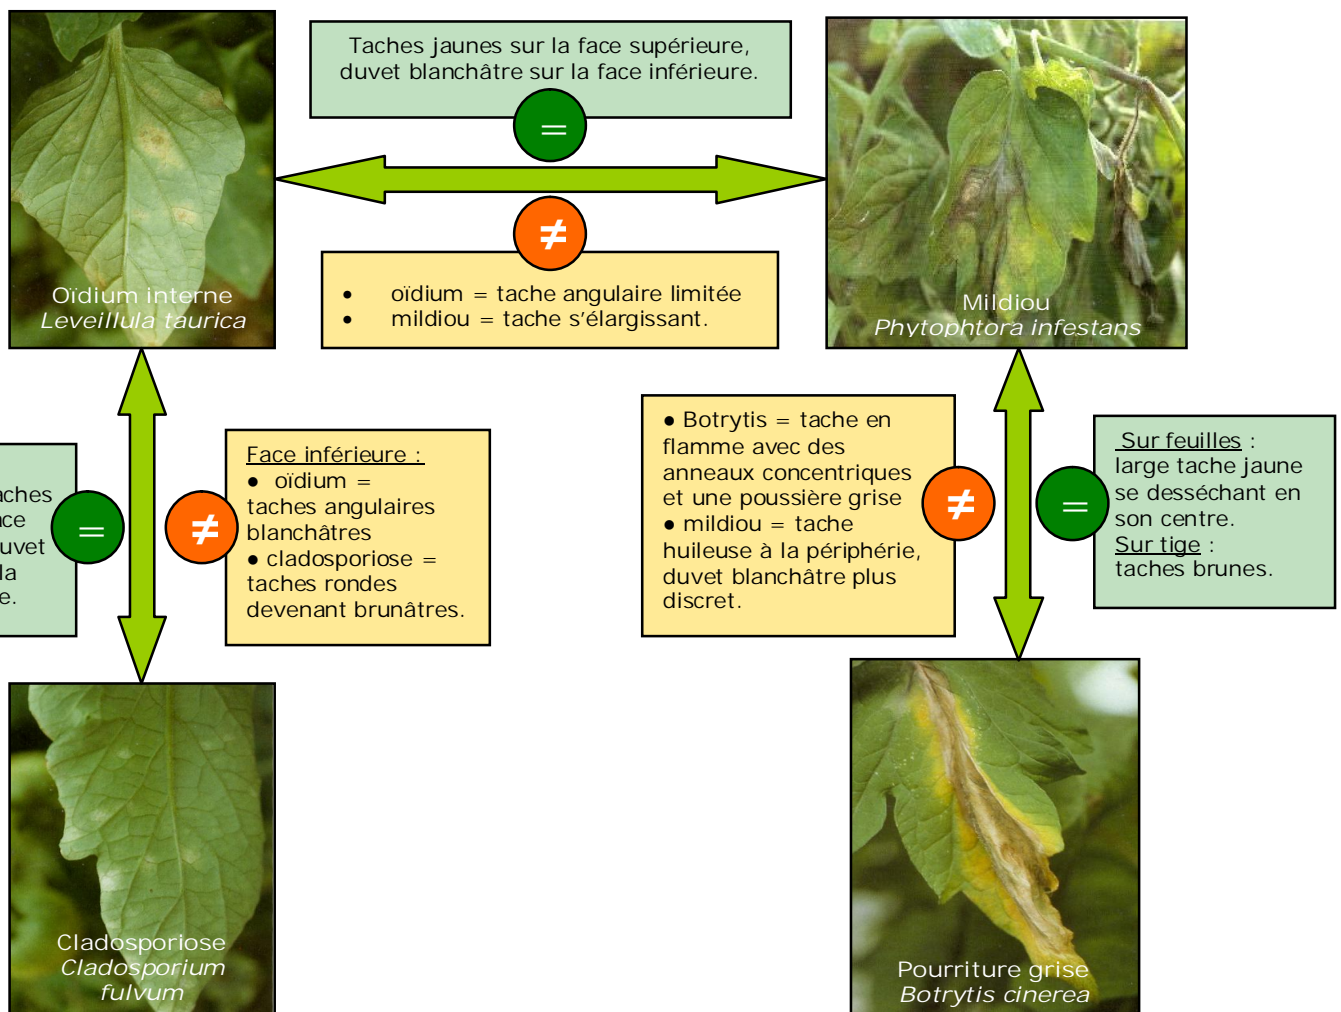 Taches jaunes sur la face supérieure,
duvet blanchâtre sur la face inférieure.
=
≠
● oïdium = tache angulaire limitée
● mildiou = tache s’élargissant.
Oïdium interne
Leveillula taurica
Mildiou
Phytophtora infestans
la
=
≠
Face inférieure :
● oïdium =
taches angulaires
blanchâtres
● cladosporiose =
taches rondes
devenant brunâtres.
● Botrytis = tache en
flamme avec des
anneaux concentriques
et une poussière grise
● mildiou = tache
huileuse à la périphérie,
duvet blanchâtre plus
discret.
≠
=
Sur feuilles :
large tache jaune
se desséchant en
son centre.
Sur tige :
taches brunes.
Cladosporiose
Cladosporium
fulvum
Pourriture grise
Botrytis cinerea